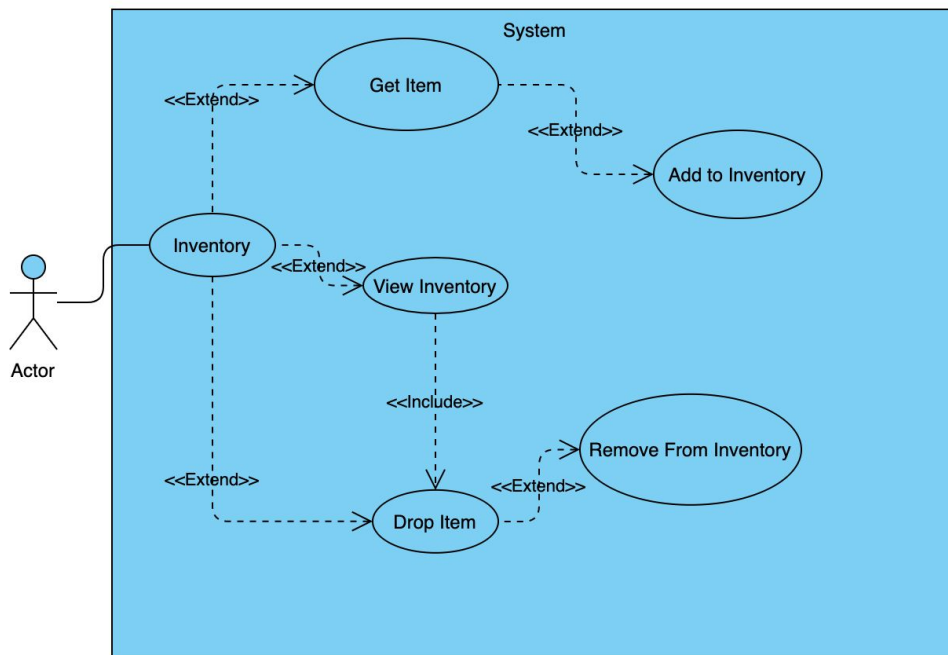 System
Get Item
<<Extend>>
<<Extend>>
Add to Inventory
Inventory
<<Extend>>
View Inventory
Actor
<<Include>>
Remove From Inventory
<<Extend>>
<<Extend>>
Drop Item